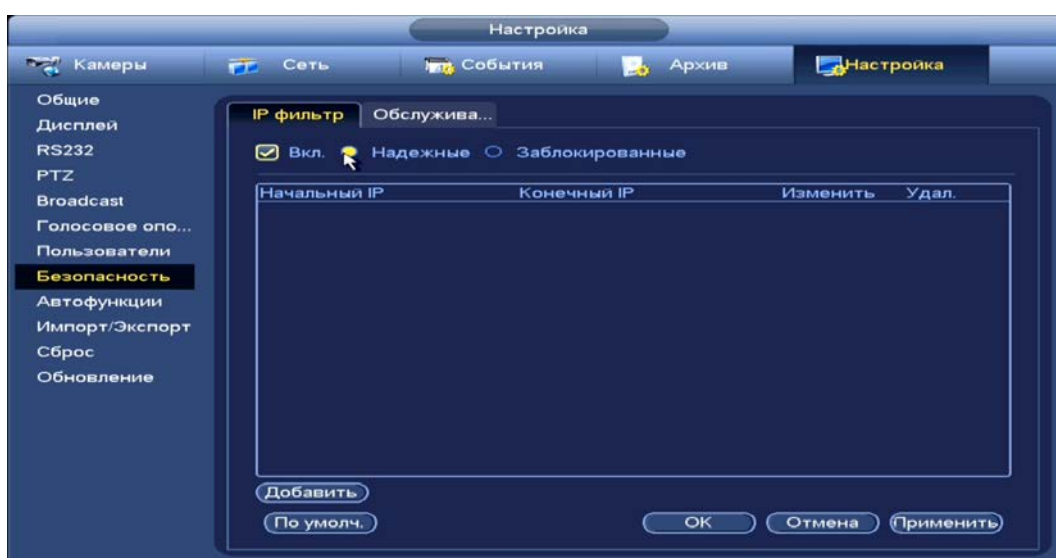 Настройка
Камеры Сеть События Архив Настройка
Общие
Дисплей
RS232
PTZ
Broadcast
Голосовое опо...
Пользователи
Безопасность
Автофункции
Импорт/Экспорт
Сброс
Обновление
IP фильтр Обслужива...
Вкл. Надежные Заблокированные
Начальный IP Конечный IP Изменить Удал.
Добавить
По умолч. ОК Отмена Применить